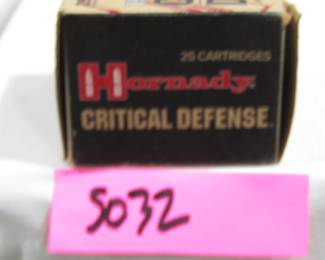 25 CARTRIDGES
Hornady
CRITICAL DEFENSE
5032